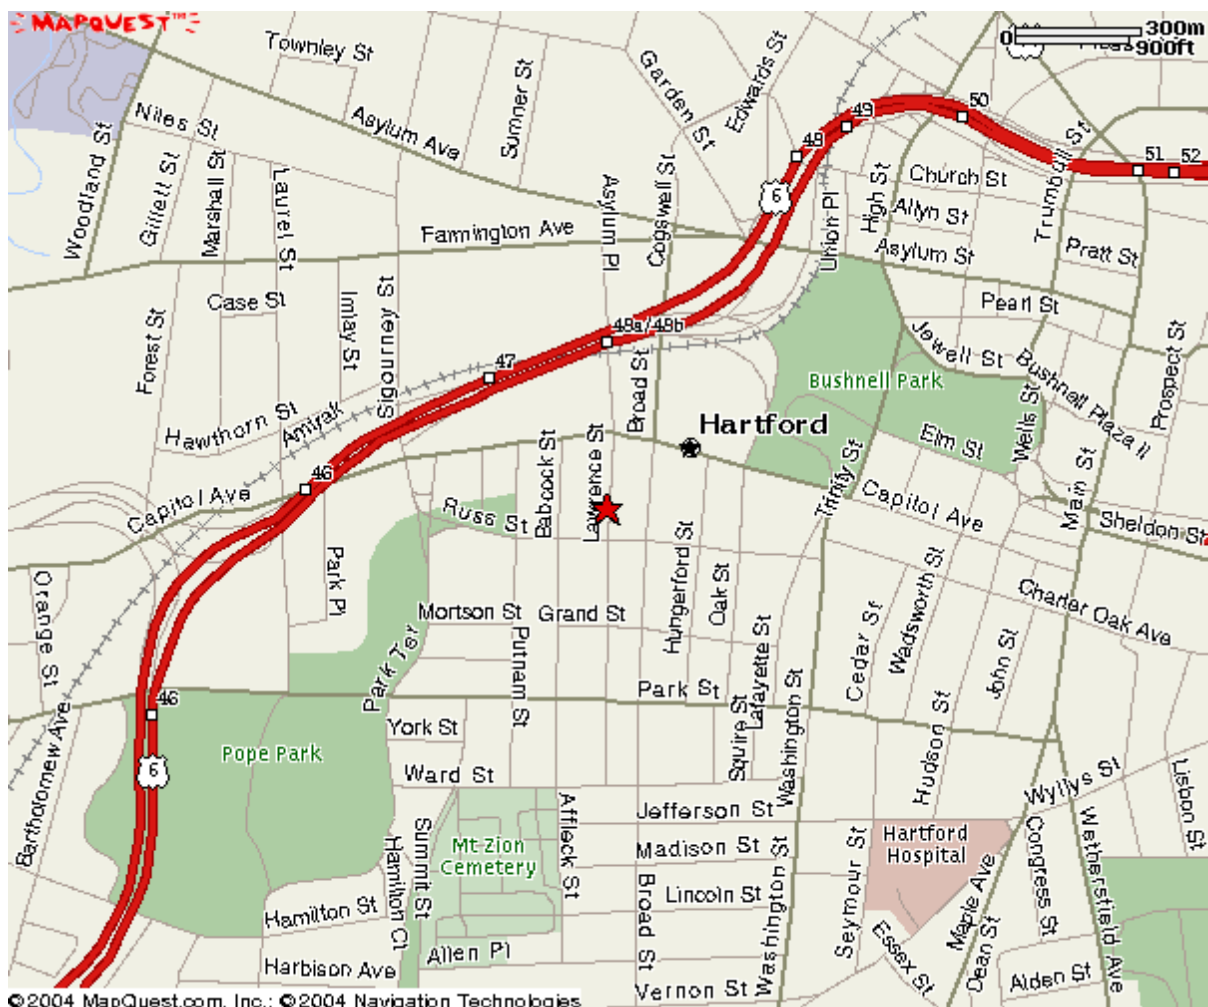 MAPQUEST
0
300m
900ft
Townley St
Garden St
Edwards St
Niles St
Asylum Ave
Sumner St
48
49
50
51
52
Woodland St
Gillett St
Marshall St
Laurel St
Asylum Pl
Cogswell St
6
Union Pl
High St
Church St
Allyn St
Asylum St
Trumbull St
Pratt St
Farmington Ave
Forest St
Case St
Imlay St
Sigourney St
48a/48b
47
Pearl St
Jewell St
Bushnell Plaza II
Prospect St
Bushnell Park
Hawthorn St
Amtrak
Broad St
Hartford
Elm St
Wells St
Main St
Trinity St
Capitol Ave
46
Russ St
Babcock St
Lawrence St
Capitol Ave
Sheldon St
Orange St
Park Pl
Mortson St
Grand St
Hungerford St
Oak St
Cedar St
Wadsworth St
John St
Charter Oak Ave
Park Ter
Putnam St
Park St
Squire St
Lafayette St
Washington St
Hudson St
46
York St
Bartholomew Ave
6
Pope Park
Ward St
Affleck St
Jefferson St
Wyllys St
Lisbon St
Hamilton Ct
Summit St
Mt Zion
Cemetery
Madison St
Broad St
Lincoln St
Washington St
Seymour St
Hartford
Hospital
Maple Ave
Congress St
Wethersfield Ave
Hamilton St
Allen Pl
Essex St
Dean St
Harbison Ave
Vernon St
Alden St
©2004 MapQuest.com, Inc.; ©2004 Navigation Technologies